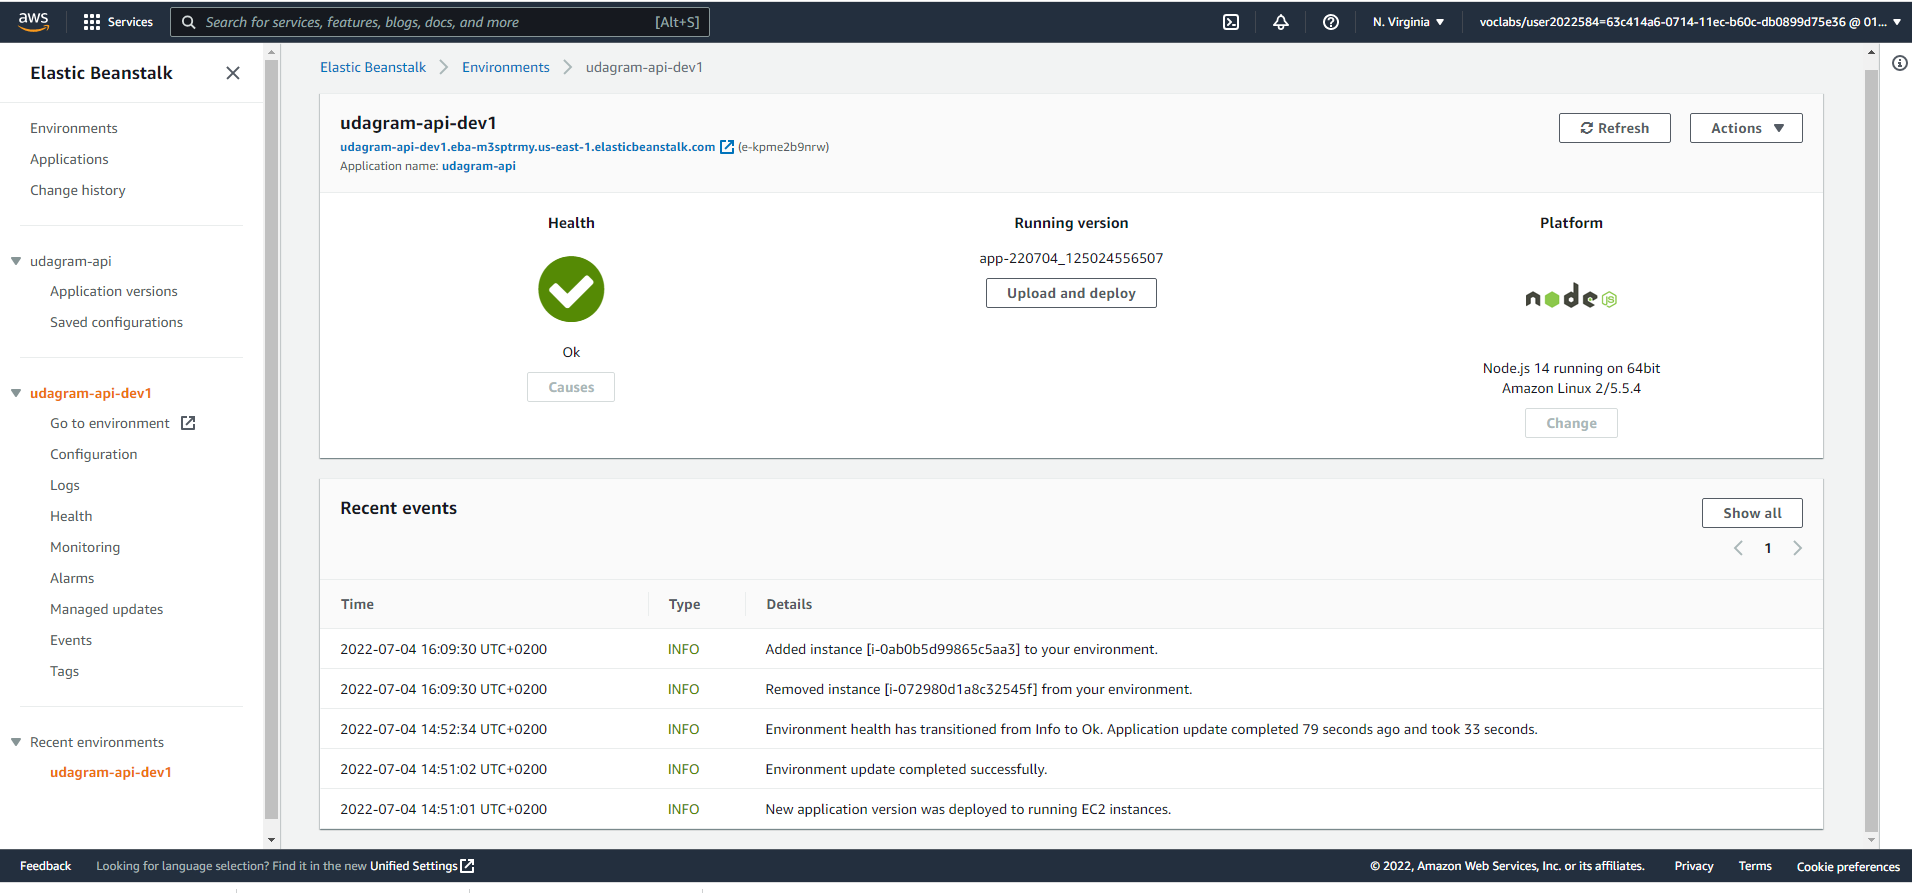 aws
Services
Search for services, features, blogs, docs, and more [Alt+S]
N. Virginia
voclabs/user2022584=63c414a6-0714-11ec-b60c-db0899d75e36 @ 01...
Elastic Beanstalk
Environments
Applications
Change history
udagram-api
Application versions
Saved configurations
udagram-api-dev1
Go to environment
Configuration
Logs
Health
Monitoring
Alarms
Managed updates
Events
Tags
Recent environments
udagram-api-dev1
Elastic Beanstalk > Environments > udagram-api-dev1
udagram-api-dev1
udagram-api-dev1.eba-m3sptrmy.us-east-1.elasticbeanstalk.com (e-kpme2b9nrw)
Application name: udagram-api
Refresh
Actions
Health
Ok
Causes
Running version
app-220704_125024556507
Upload and deploy
Platform
node JS
Node.js 14 running on 64bit
Amazon Linux 2/5.5.4
Change
Recent events
Show all
1
Time Type Details
2022-07-04 16:09:30 UTC+0200 INFO Added instance [i-0ab0b5d99865c5aa3] to your environment.
2022-07-04 16:09:30 UTC+0200 INFO Removed instance [i-072980d1a8c32545f] from your environment.
2022-07-04 14:52:34 UTC+0200 INFO Environment health has transitioned from Info to Ok. Application update completed 79 seconds ago and took 33 seconds.
2022-07-04 14:51:02 UTC+0200 INFO Environment update completed successfully.
2022-07-04 14:51:01 UTC+0200 INFO New application version was deployed to running EC2 instances.
Feedback
Looking for language selection? Find it in the new Unified Settings
© 2022, Amazon Web Services, Inc. or its affiliates.
Privacy
Terms
Cookie preferences